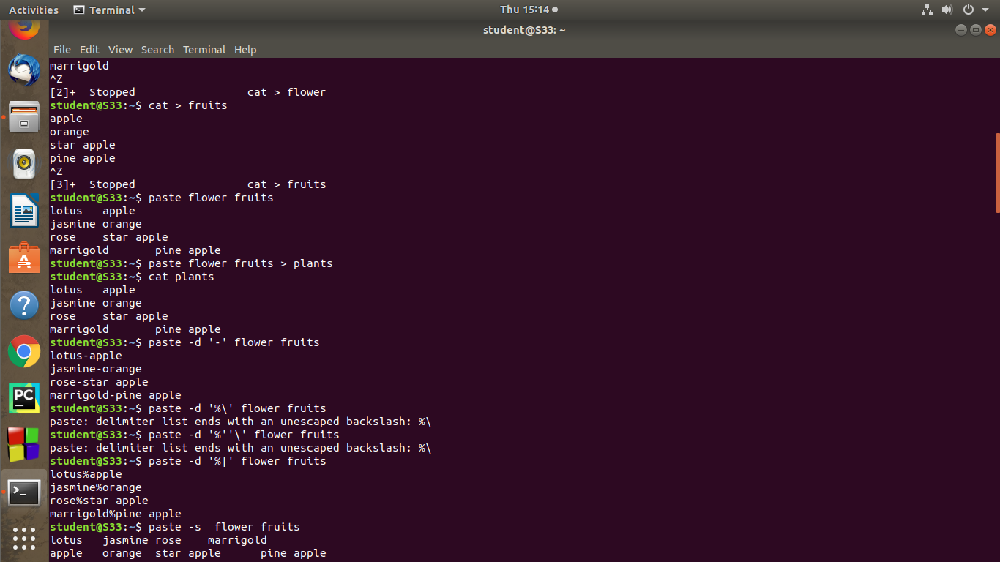 Activities Terminal Thu 15:14
student@S33: ~
File Edit View Search Terminal Help
marrigold
^Z
[2]+  Stopped                 cat > flower
student@S33:~$ cat > fruits
apple
orange
star apple
pine apple
^Z
[3]+  Stopped                 cat > fruits
student@S33:~$ paste flower fruits
lotus   apple
jasmine orange
rose    star apple
marrigold       pine apple
student@S33:~$ paste flower fruits > plants
student@S33:~$ cat plants
lotus   apple
jasmine orange
rose    star apple
marrigold       pine apple
student@S33:~$ paste -d '-' flower fruits
lotus-apple
jasmine-orange
rose-star apple
marrigold-pine apple
student@S33:~$ paste -d '%\' flower fruits
paste: delimiter list ends with an unescaped backslash: %\
student@S33:~$ paste -d '%''\' flower fruits
paste: delimiter list ends with an unescaped backslash: %\
student@S33:~$ paste -d '%|' flower fruits
lotus%apple
jasmine%orange
rose%star apple
marrigold%pine apple
student@S33:~$ paste -s  flower fruits
lotus   jasmine rose    marrigold
apple   orange  star apple      pine apple
PC